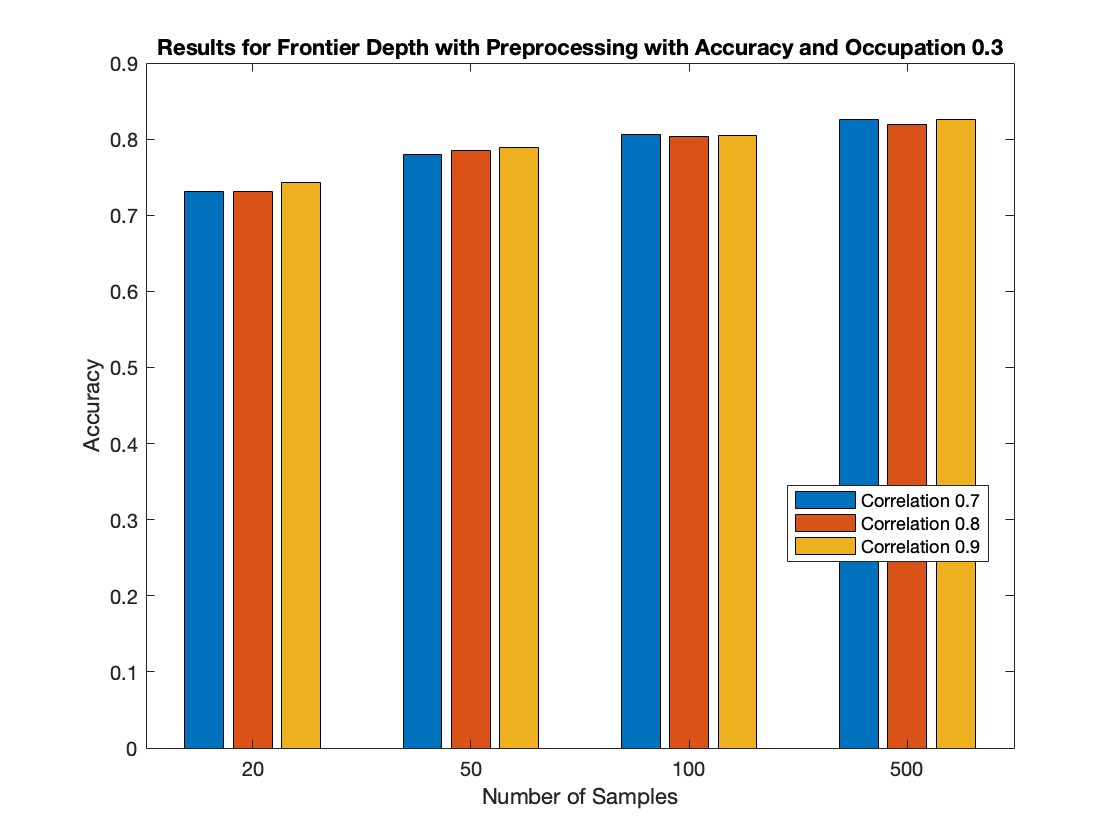 Results for Frontier Depth with Preprocessing with Accuracy and Occupation 0.3
0.9
0.8
0.7
0.6
0.5
0.4
0.3
0.2
0.1
0
Accuracy
Correlation 0.7
Correlation 0.8
Correlation 0.9
20 50 100 500
Number of Samples